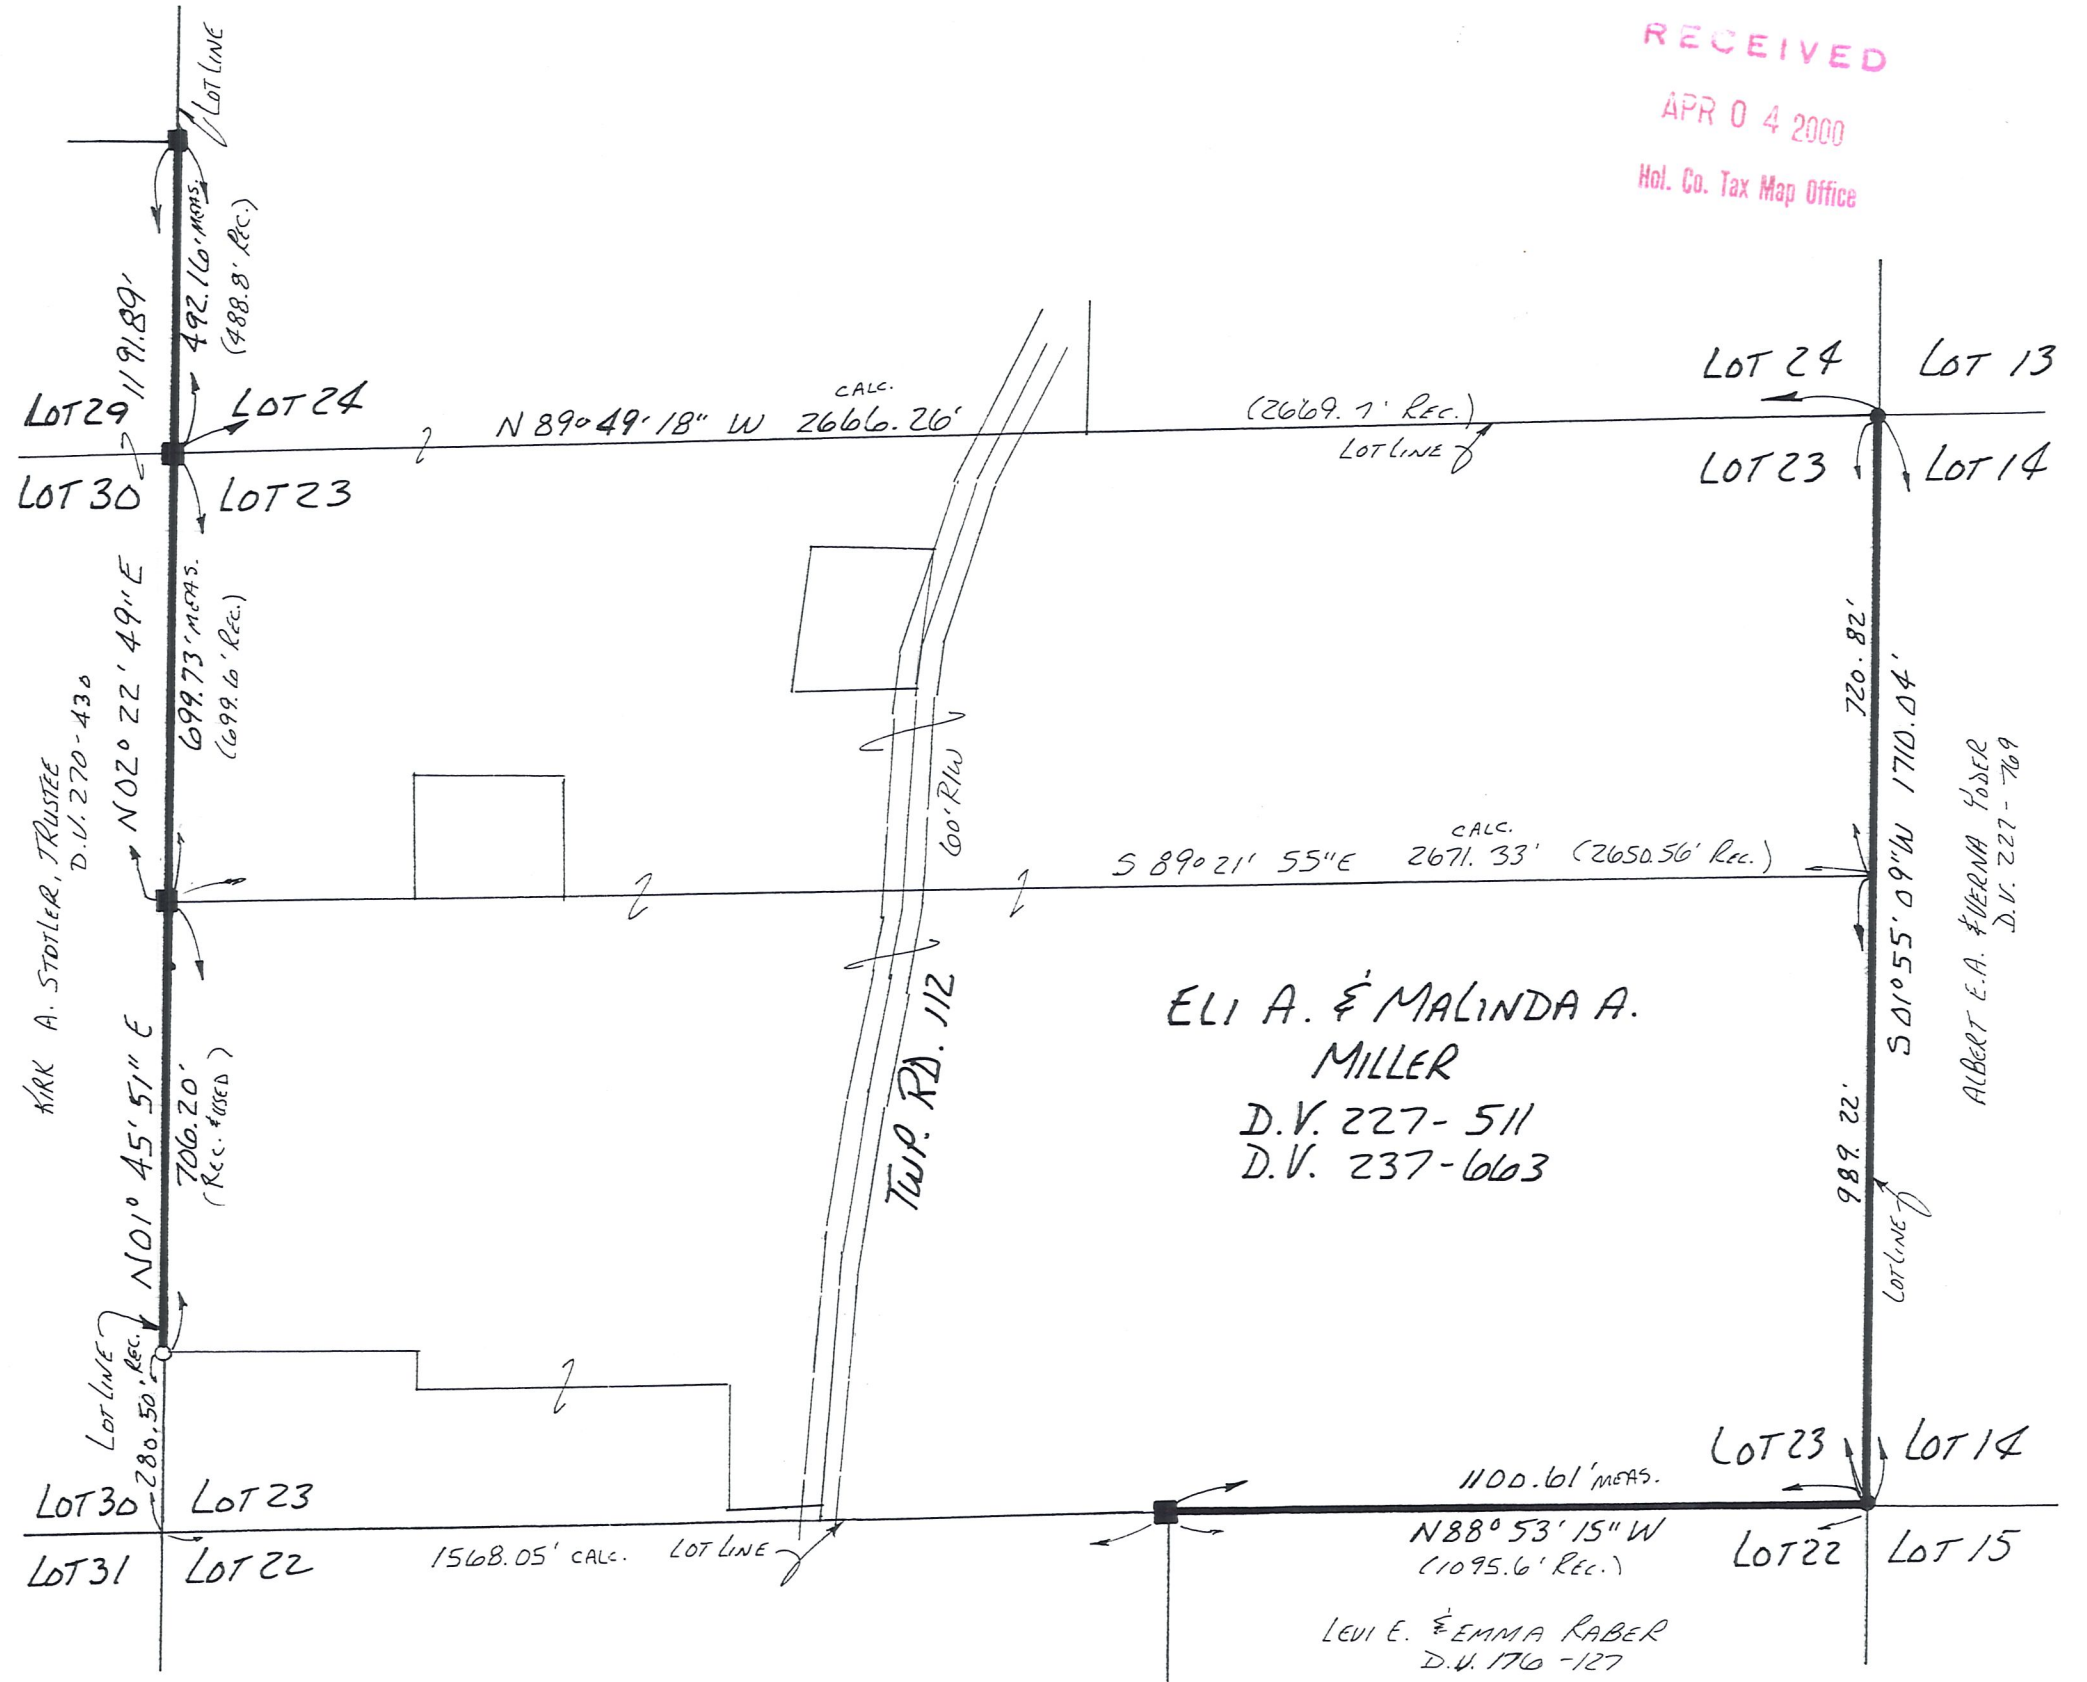 RECEIVED
APR 04 2000
Hol. Co. Tax Map Office
LOT LINE
492.16' MEAS.
(488.8' REC.)
1191.89'
LOT 29
LOT 24
LOT 30
LOT 23
N 89° 49' 18" W 2666.26'
CALC.
(2669.7' REC.)
LOT LINE
LOT 24
LOT 13
LOT 23
LOT 14
N02° 22' 49" E
699.73' MEAS.
(699.6' REC.)
KIRK A. STOTLER, TRUSTEE
D.V. 270-430
60' R/W
720.82'
S 01° 55' 09" W 1710.04'
ALBERT E.A. & VERNA YODER
D.V. 227-769
CALC.
S 89° 21' 55" E 2671.33' (2650.56' REC.)
TWP. RD. 112
ELI A. & MALINDA A.
MILLER
D.V. 227-511
D.V. 237-663
N01° 45' 51" E
706.20'
(REC. & USED)
989.22'
LOT LINE
LOT LINE
280.50' REC.
LOT 30
LOT 23
LOT 31
LOT 22
1568.05' CALC.
LOT LINE
1100.61' MEAS.
N88° 53' 15" W
(1095.6' REC.)
LOT 23
LOT 14
LOT 22
LOT 15
LEVI E. & EMMA RABER
D.V. 176-127